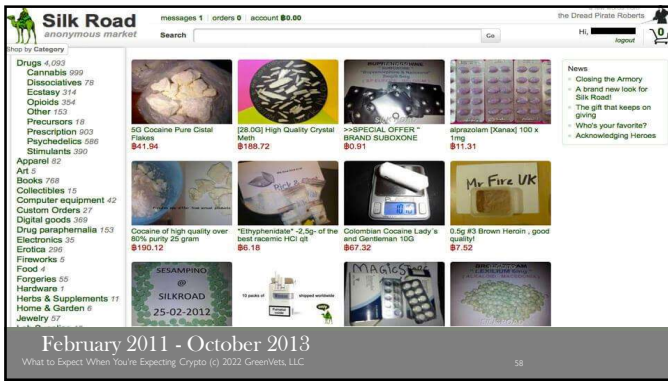 Silk Road
anonymous market
messages 1 | orders 0 | account ฿0.00
the Dread Pirate Roberts
Search
Go
Hi,
logout
0
Shop by Category
Drugs 4,093
Cannabis 999
Dissociatives 78
Ecstasy 314
Opioids 354
Other 153
Precursors 18
Prescription 903
Psychedelics 586
Stimulants 390
Apparel 82
Art 5
Books 768
Collectibles 15
Computer equipment 42
Custom Orders 27
Digital goods 369
Drug paraphernalia 153
Electronics 35
Erotica 296
Fireworks 5
Food 4
Forgeries 55
Hardware 1
Herbs & Supplements 11
Home & Garden 6
Jewelry 57
5G Cocaine Pure Cistal
Flakes
฿41.94
[28.0G] High Quality Crystal
Meth
฿188.72
>>SPECIAL OFFER "
BRAND SUBOXONE
฿0.91
alprazolam [Xanax] 100 x
1mg
฿11.31
Pick &
Mr Fire UK
Cocaine of high quality over
80% purity 25 gram
฿190.12
"Ethyphenidate" -2,5g- of the
best racemic HCl qlt
฿6.18
Colombian Cocaine Lady´s
and Gentleman 10G
฿67.32
0.5g #3 Brown Heroin , good
quality!
฿7.52
SESAMPINO
@
SILKROAD
25-02-2012
10 packs of
shipped worldwide
News
Closing the Armory
A brand new look for
Silk Road!
The gift that keeps on
giving
Who's your favorite?
Acknowledging Heroes
February 2011 - October 2013
What to Expect When You're Expecting Crypto (c) 2022 GreenVets, LLC
58